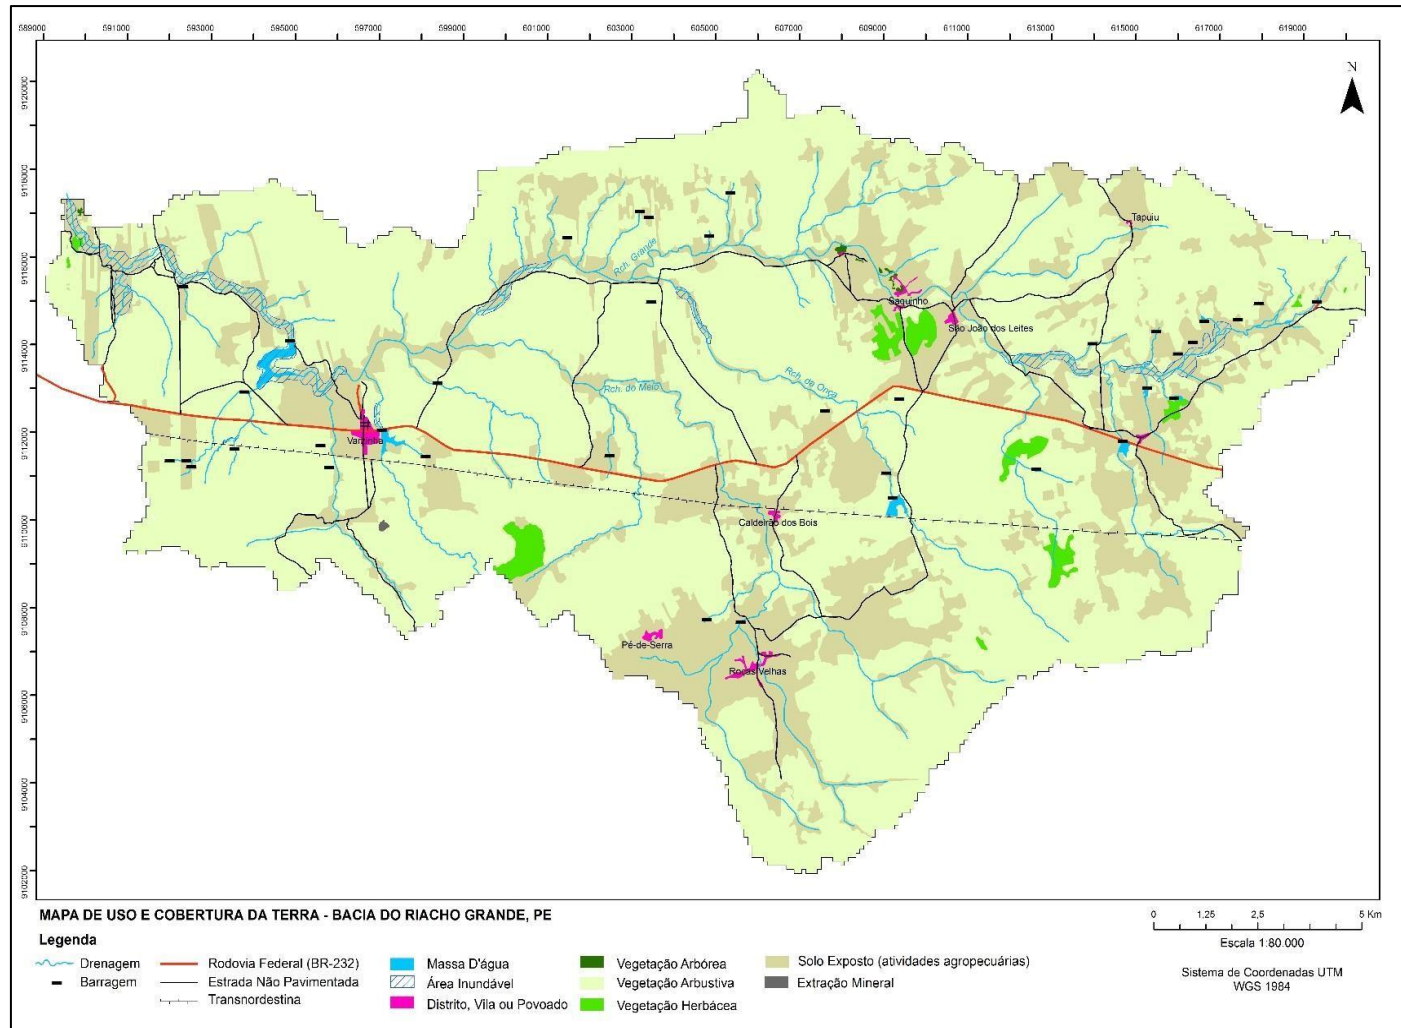 589000 591000 593000 595000 597000 599000 601000 603000 605000 607000 609000 611000 613000 615000 617000 619000
N
9120000
9118000
9116000
9114000
9112000
9110000
9108000
9106000
9104000
9102000
Tapuiu
Rch. Grande
Saquinho
São João dos Leites
Rch. do Meio
Rch. da Onça
Varzinha
Caldeirão dos Bois
Pé-de-Serra
Roças Velhas
MAPA DE USO E COBERTURA DA TERRA - BACIA DO RIACHO GRANDE, PE
Legenda
Drenagem
Barragem
Rodovia Federal (BR-232)
Estrada Não Pavimentada
Transnordestina
Massa D'água
Área Inundável
Distrito, Vila ou Povoado
Vegetação Arbórea
Vegetação Arbustiva
Vegetação Herbácea
Solo Exposto (atividades agropecuárias)
Extração Mineral
0 1,25 2,5 5 Km
Escala 1:80.000
Sistema de Coordenadas UTM
WGS 1984